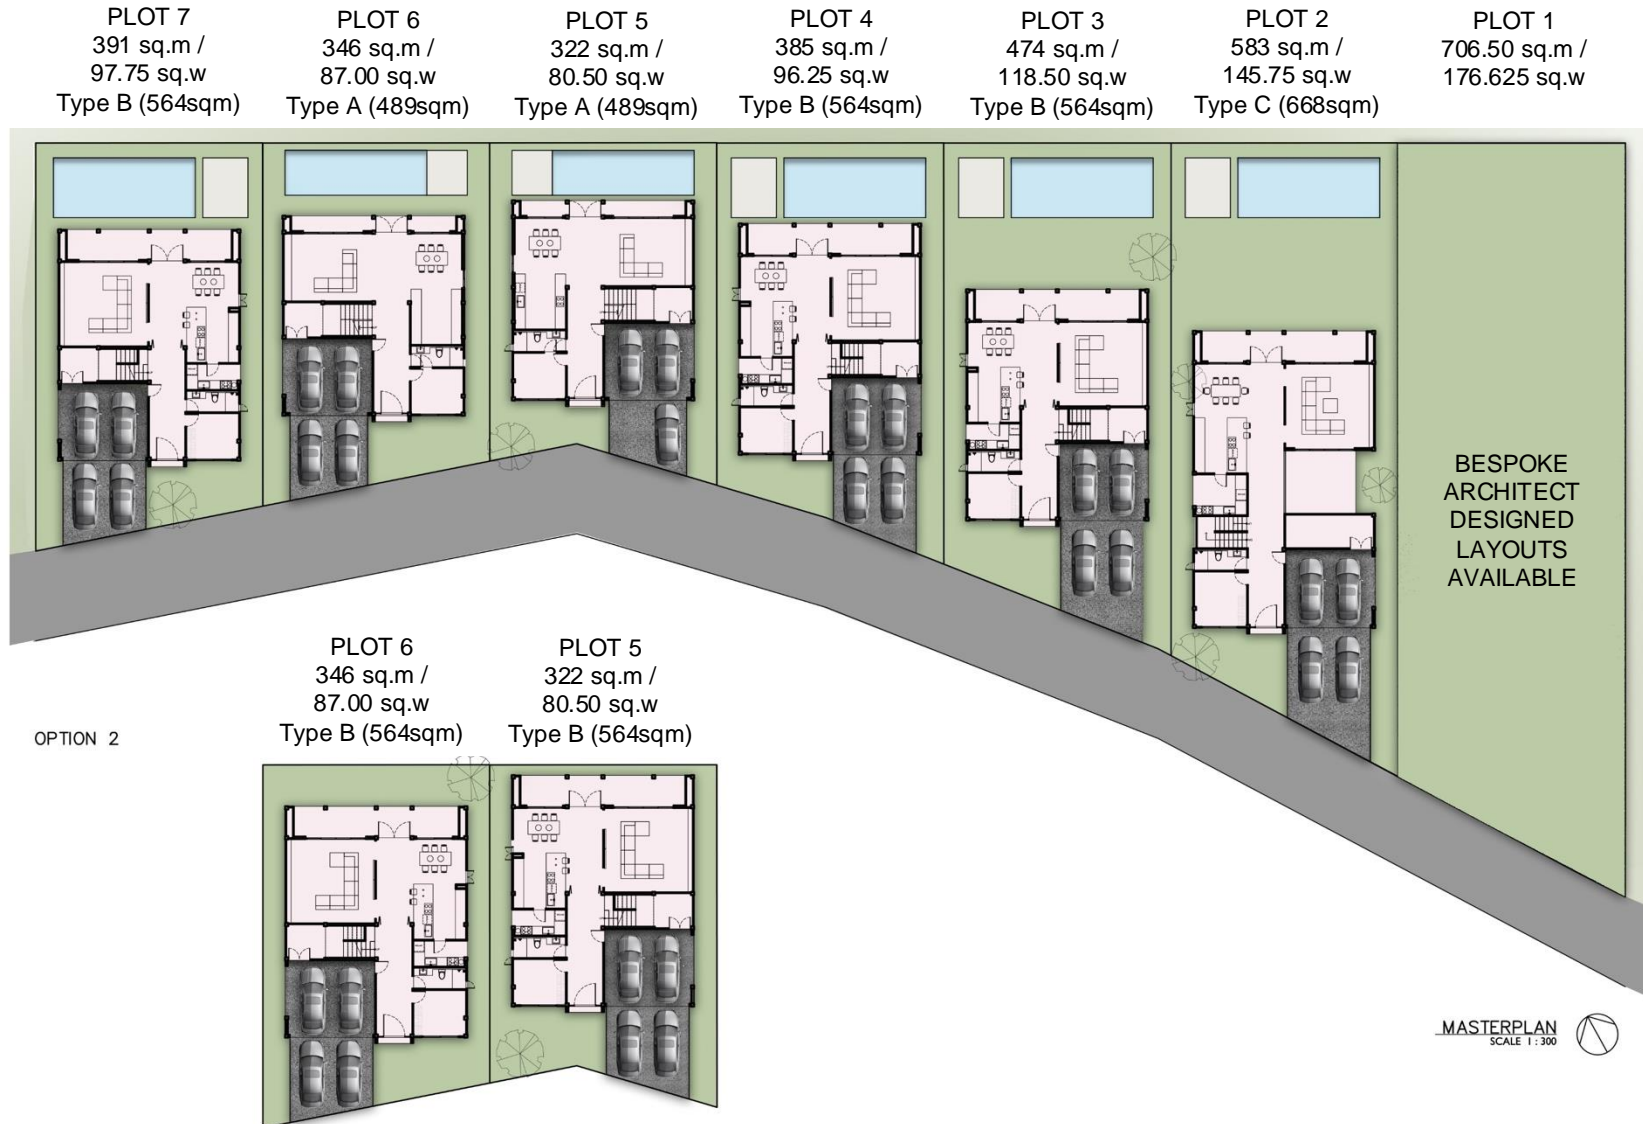 PLOT 7
391 sq.m /
97.75 sq.w
Type B (564sqm)
PLOT 6
346 sq.m /
87.00 sq.w
Type A (489sqm)
PLOT 5
322 sq.m /
80.50 sq.w
Type A (489sqm)
PLOT 4
385 sq.m /
96.25 sq.w
Type B (564sqm)
PLOT 3
474 sq.m /
118.50 sq.w
Type B (564sqm)
PLOT 2
583 sq.m /
145.75 sq.w
Type C (668sqm)
PLOT 1
706.50 sq.m /
176.625 sq.w
BESPOKE
ARCHITECT
DESIGNED
LAYOUTS
AVAILABLE
OPTION 2
PLOT 6
346 sq.m /
87.00 sq.w
Type B (564sqm)
PLOT 5
322 sq.m /
80.50 sq.w
Type B (564sqm)
MASTERPLAN
SCALE 1 : 300